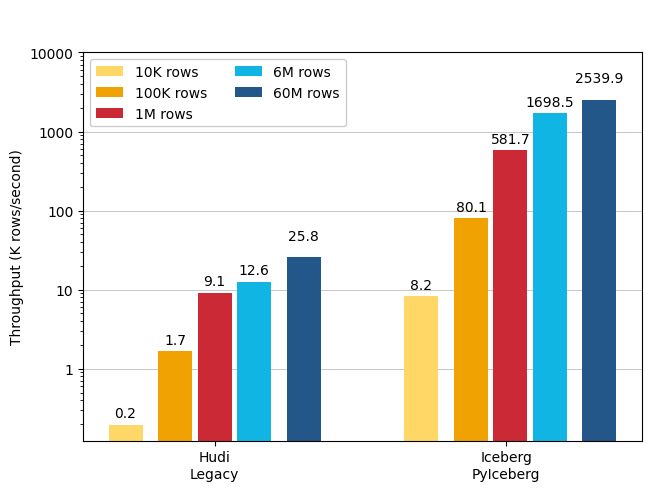 10000
1000
100
10
1
Throughput (K rows/second)
10K rows
100K rows
1M rows
6M rows
60M rows
0.2
1.7
9.1
12.6
25.8
8.2
80.1
581.7
1698.5
2539.9
Hudi
Legacy
Iceberg
PyIceberg